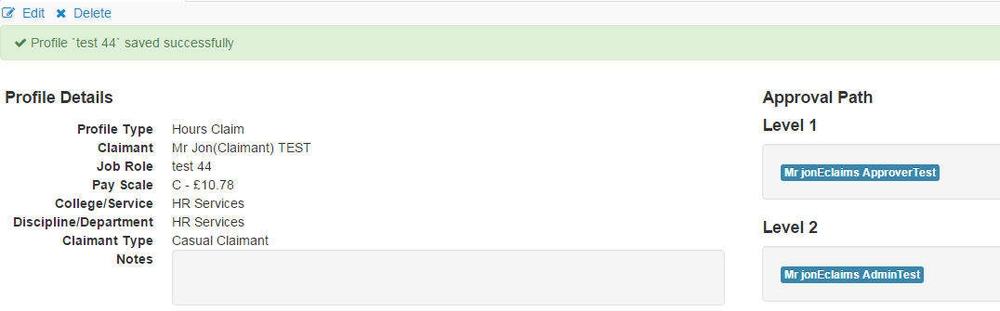 Edit Delete
Profile `test 44` saved successfully
Profile Details
Profile Type Hours Claim
Claimant Mr Jon(Claimant) TEST
Job Role test 44
Pay Scale C - £10.78
College/Service HR Services
Discipline/Department HR Services
Claimant Type Casual Claimant
Notes
Approval Path
Level 1
Mr jonEclaims ApproverTest
Level 2
Mr jonEclaims AdminTest